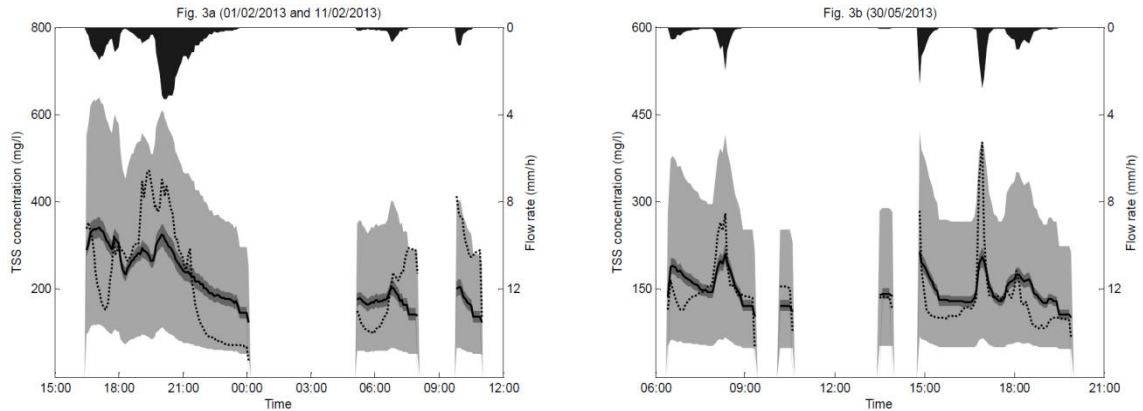 Fig. 3a (01/02/2013 and 11/02/2013)
800
600
400
200
TSS concentration (mg/l)
0
4
8
12
Flow rate (mm/h)
15:00 18:00 21:00 00:00 03:00 06:00 09:00 12:00
Time
Fig. 3b (30/05/2013)
600
450
300
150
TSS concentration (mg/l)
0
4
8
12
Flow rate (mm/h)
06:00 09:00 12:00 15:00 18:00 21:00
Time